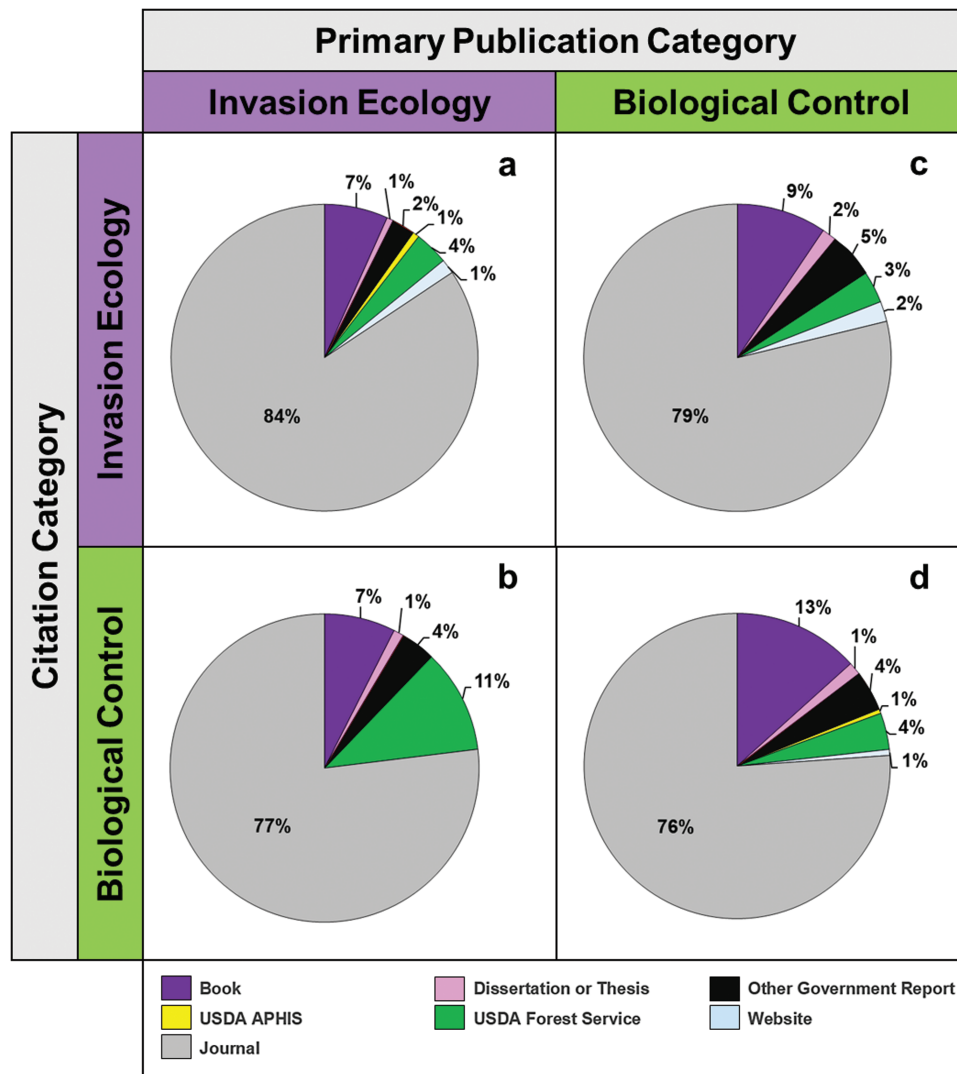 Primary Publication Category
Invasion Ecology
Biological Control
Citation Category
Invasion Ecology
a
7%
1%
2%
1%
4%
1%
84%
c
9%
2%
5%
3%
2%
79%
Biological Control
b
7%
1%
4%
11%
77%
d
13%
1%
4%
1%
4%
1%
76%
Book
Dissertation or Thesis
Other Government Report
USDA APHIS
USDA Forest Service
Website
Journal